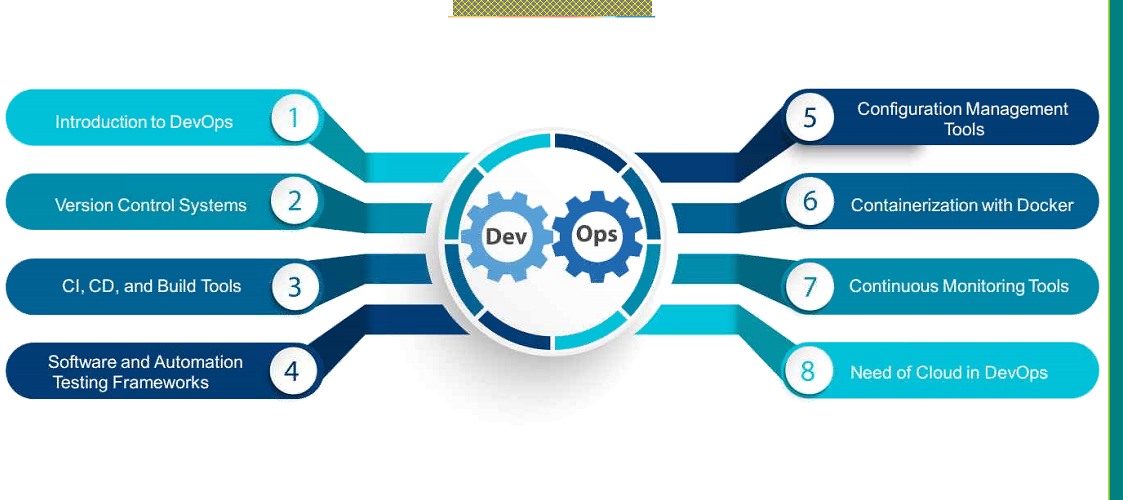 1
Introduction to DevOps
2
Version Control Systems
3
CI, CD, and Build Tools
4
Software and Automation
Testing Frameworks
Dev
Ops
5
Configuration Management
Tools
6
Containerization with Docker
7
Continuous Monitoring Tools
8
Need of Cloud in DevOps